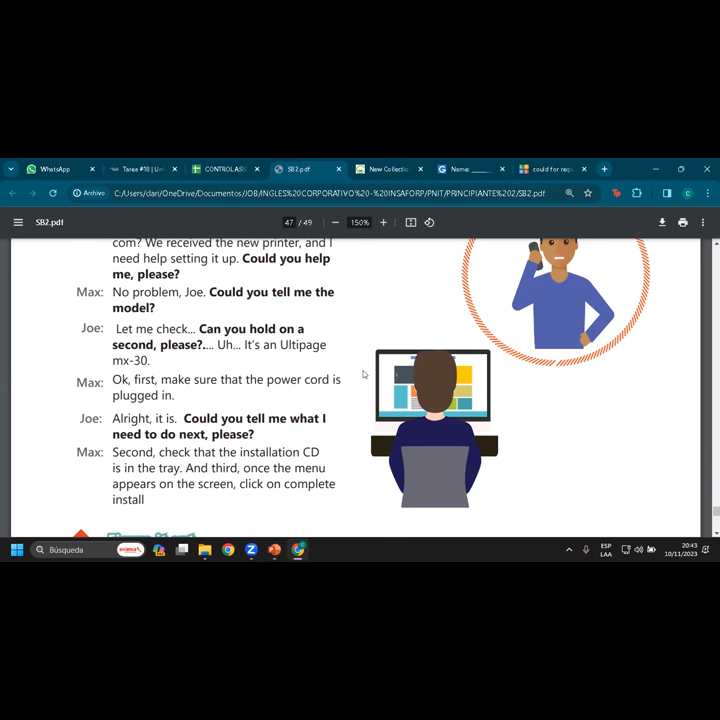 WhatsApp
Tarea #18 | Uni
CONTROL ASIS
SB2.pdf
New Collection
Name: ______
could for requ
Archivo
C:/Users/dari/OneDrive/Documentos/JOB/INGLES%20CORPORATIVO%20-%20INSAFORP/PNIT/PRINCIPIANTE%202/SB2.pdf
SB2.pdf
47 / 49
150%
com? We received the new printer, and I
need help setting it up. Could you help
me, please?
Max: No problem, Joe. Could you tell me the
model?
Joe: Let me check... Can you hold on a
second, please?.... Uh... It's an Ultipage
mx-30.
Max: Ok, first, make sure that the power cord is
plugged in.
Joe: Alright, it is. Could you tell me what I
need to do next, please?
Max: Second, check that the installation CD
is in the tray. And third, once the menu
appears on the screen, click on complete
install
Búsqueda
avianca
ESP
LAA
20:43
10/11/2023